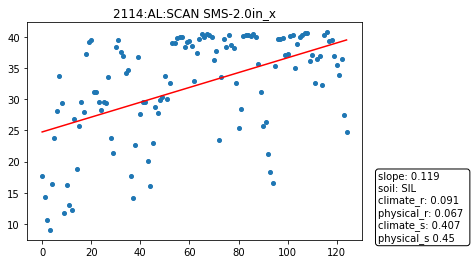 2114:AL:SCAN SMS-2.0in_x
40
35
30
25
20
15
10
0 20 40 60 80 100 120
slope: 0.119
soil: SIL
climate_r: 0.091
physical_r: 0.067
climate_s: 0.407
physical_s 0.45